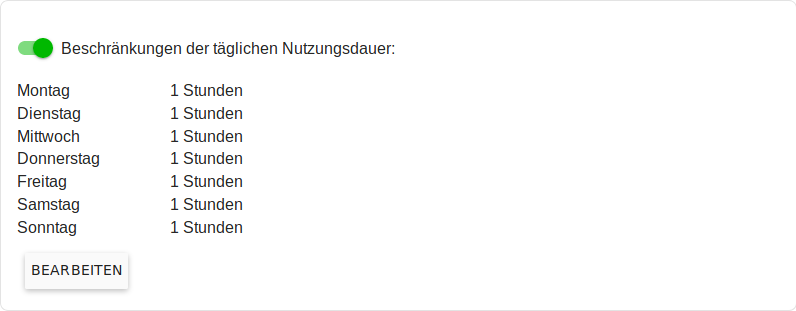 Beschränkungen der täglichen Nutzungsdauer:
Montag 1 Stunden
Dienstag 1 Stunden
Mittwoch 1 Stunden
Donnerstag 1 Stunden
Freitag 1 Stunden
Samstag 1 Stunden
Sonntag 1 Stunden
BEARBEITEN